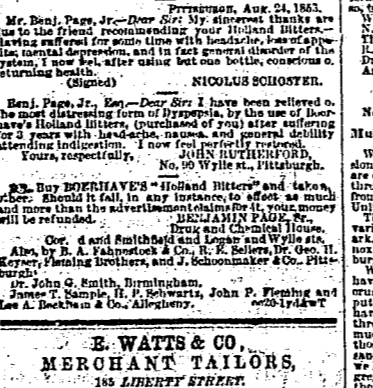 PITTSBURGH, Aug. 24, 1853.
Mr. Benj. Page, Jr.—Dear Sir: My sincerest thanks are
due to the friend recommending your Holland Bitters.—
Having suffered for some time with headache, loss of appe-
tite, mental depression, and in fact general disorder of the
system, I now feel, after using but one bottle, conscious o.
returning health.
(Signed) NICOLUS SCHOSTER.
Benj. Page, Jr., Esq.—Dear Sir: I have been relieved o.
the most distressing form of Dyspepsia, by the use of Boer-
have's Holland Bitters, (purchased of you) after suffering
for 3 years with head-ache, nausea, and general debility
attending indigestion. I now feel perfectly restored.
Yours, respectfully, JOHN RUTHERFORD,
No. 90 Wylie st., Pittsburgh.
Buy BOERHAVE'S "Holland Bitters" and take
other. Should it fail, in any instance, to effect as much
and more than the advertisement claims for it, your money
will be refunded. BENJAMIN PAGE, Jr.,
Drug and Chemical House,
Cor. d and Smithfield and Logan and Wylie sts.
Also, by B. A. Fahnestock & Co., R. E. Sellers, Dr. Geo. H.
Keyser, Fleming Brothers, and J. Schoonmaker & Co., Pitts-
burgh
Dr. John G. Smith, Birmingham.
James T. Sample, H. P. Schwartz, John P. Fleming and
Lee A. Beckham & Co., Allegheny.
E. WATTS & CO.,
MERCHANT TAILORS,
185 LIBERTY STREET.